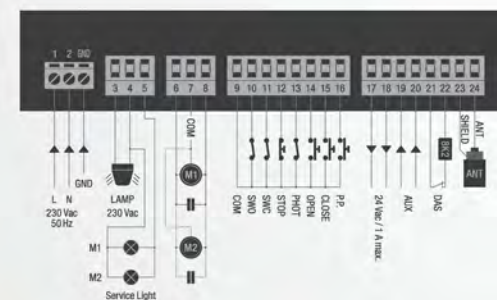 1 2 GND
3 4 5
6 7 8
9 10 11 12 13 14 15 16
17 18 19 20 21 22 23 24
L N GND
230 Vac
50 Hz
LAMP
230 Vac
M1
M2
Service Light
COM
M1
M2
COM
SWO
SWC
STOP
PHOT
OPEN
CLOSE
P.P.
24 Vac / 1 A max.
AUX
DAS
8K2
SHIELD
ANT
ANT